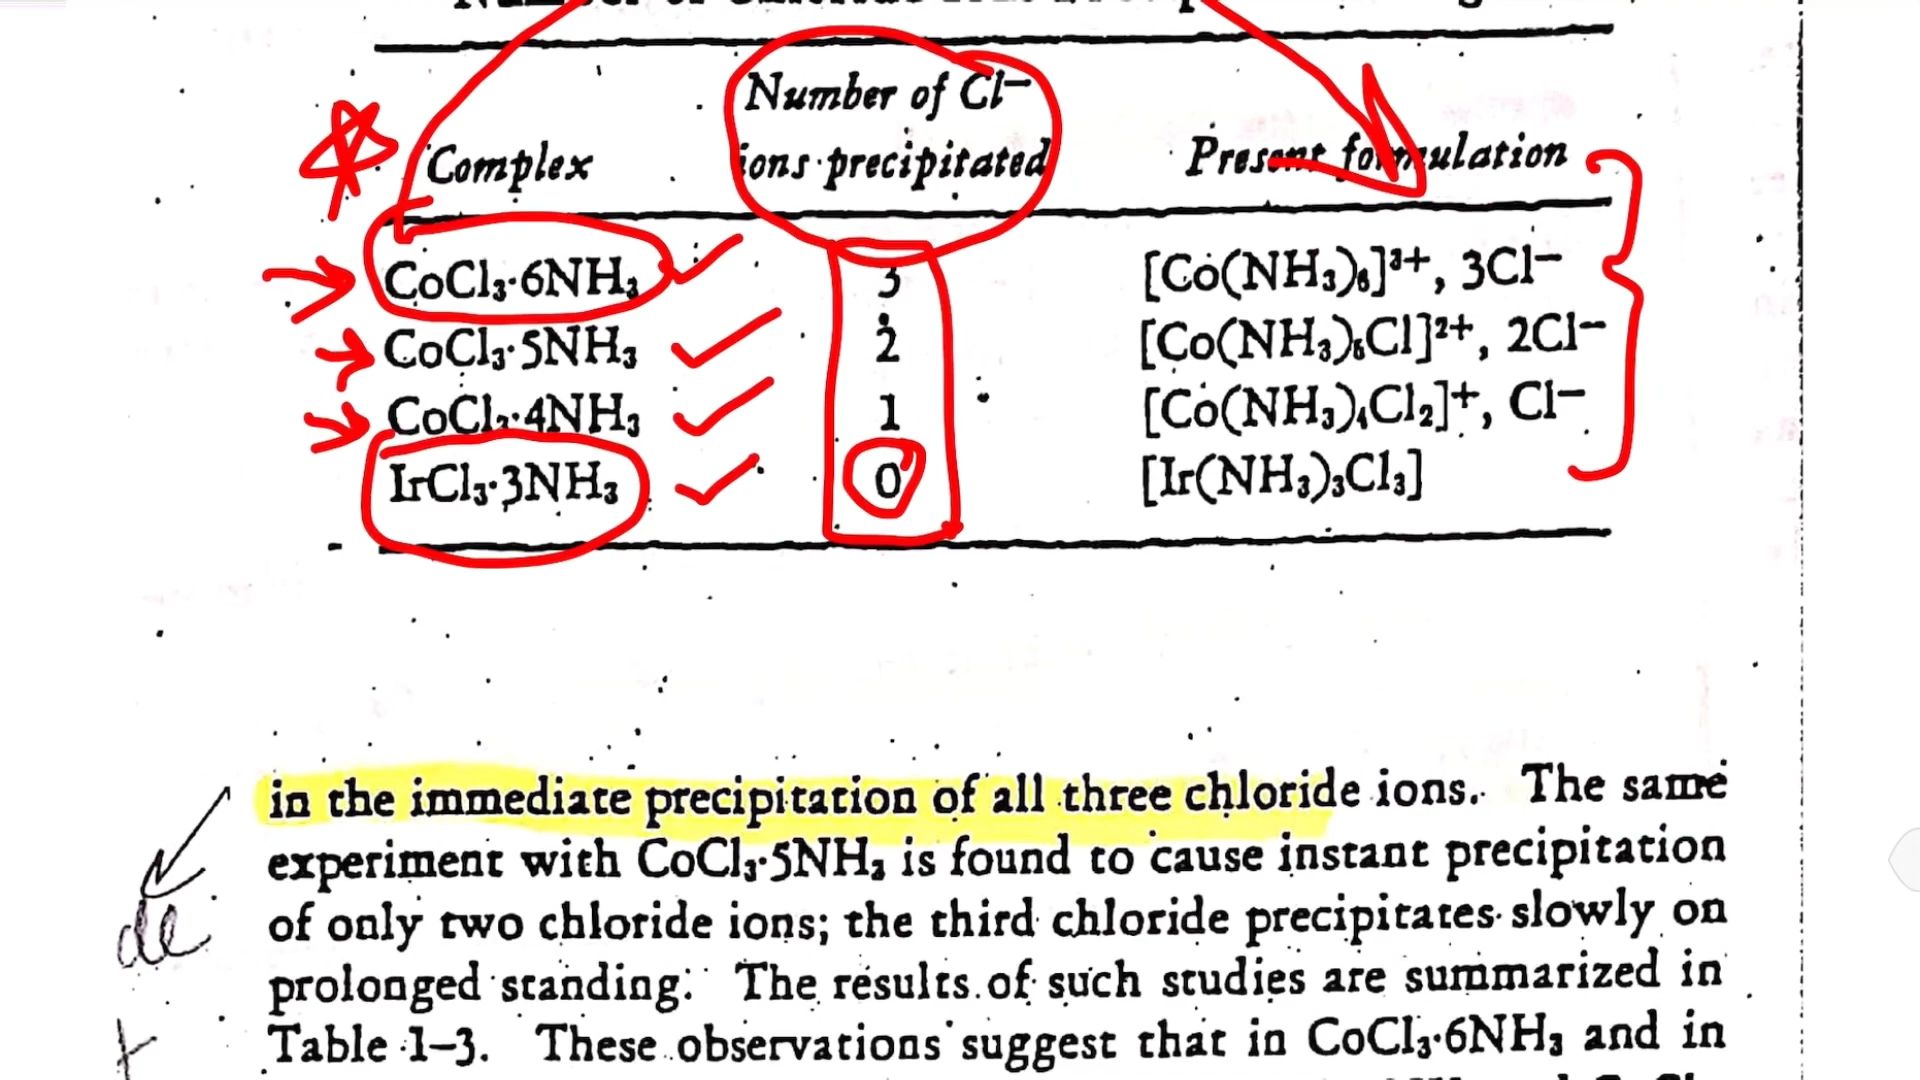 Number of Cl⁻
Complex ions precipitated Present formulation
CoCl₃·6NH₃ 3 [Co(NH₃)₆]³⁺, 3Cl⁻
CoCl₃·5NH₃ 2 [Co(NH₃)₅Cl]²⁺, 2Cl⁻
CoCl₃·4NH₃ 1 [Co(NH₃)₄Cl₂]⁺, Cl⁻
IrCl₃·3NH₃ 0 [Ir(NH₃)₃Cl₃]
in the immediate precipitation of all three chloride ions. The same
experiment with CoCl₃·5NH₃ is found to cause instant precipitation
of only two chloride ions; the third chloride precipitates slowly on
prolonged standing. The results of such studies are summarized in
de
Table 1–3. These observations suggest that in CoCl₃·6NH₃ and in